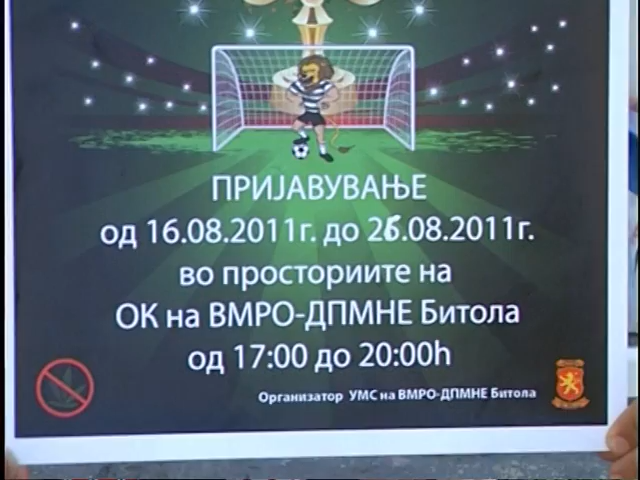 ПРИЈАВУВАЊЕ
од 16.08.2011г. до 26.08.2011г.
во просториите на
ОК на ВМРО-ДПМНЕ Битола
од 17:00 до 20:00h
Организатор УМС на ВМРО-ДПМНЕ Битола